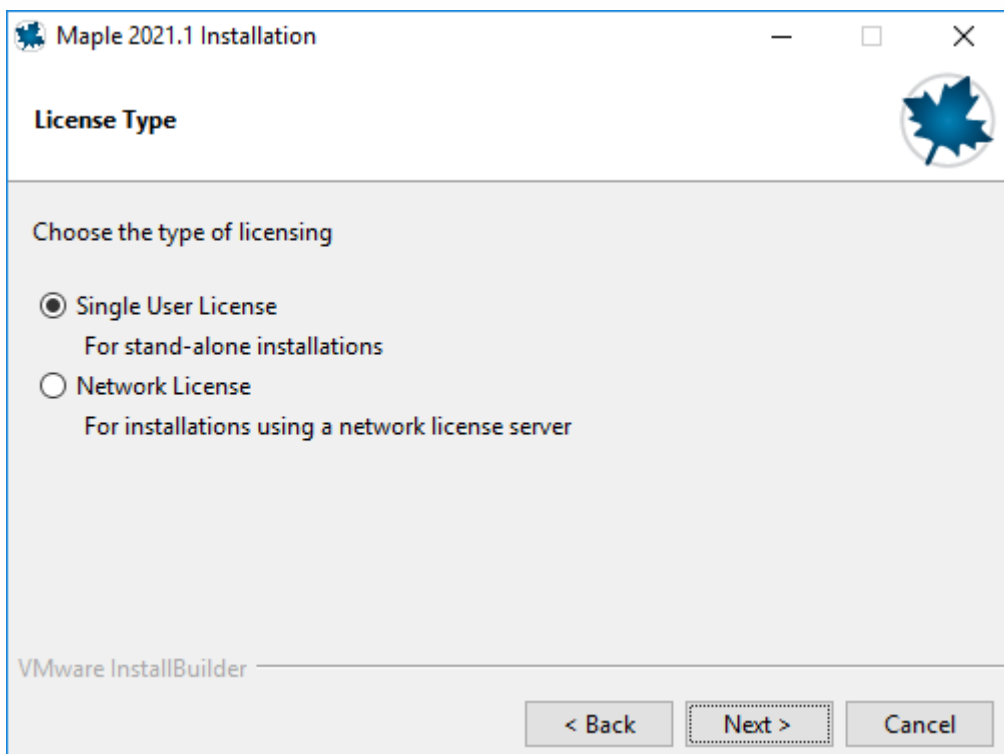 Maple 2021.1 Installation
License Type
Choose the type of licensing
Single User License
For stand-alone installations
Network License
For installations using a network license server
VMware InstallBuilder
< Back Next > Cancel